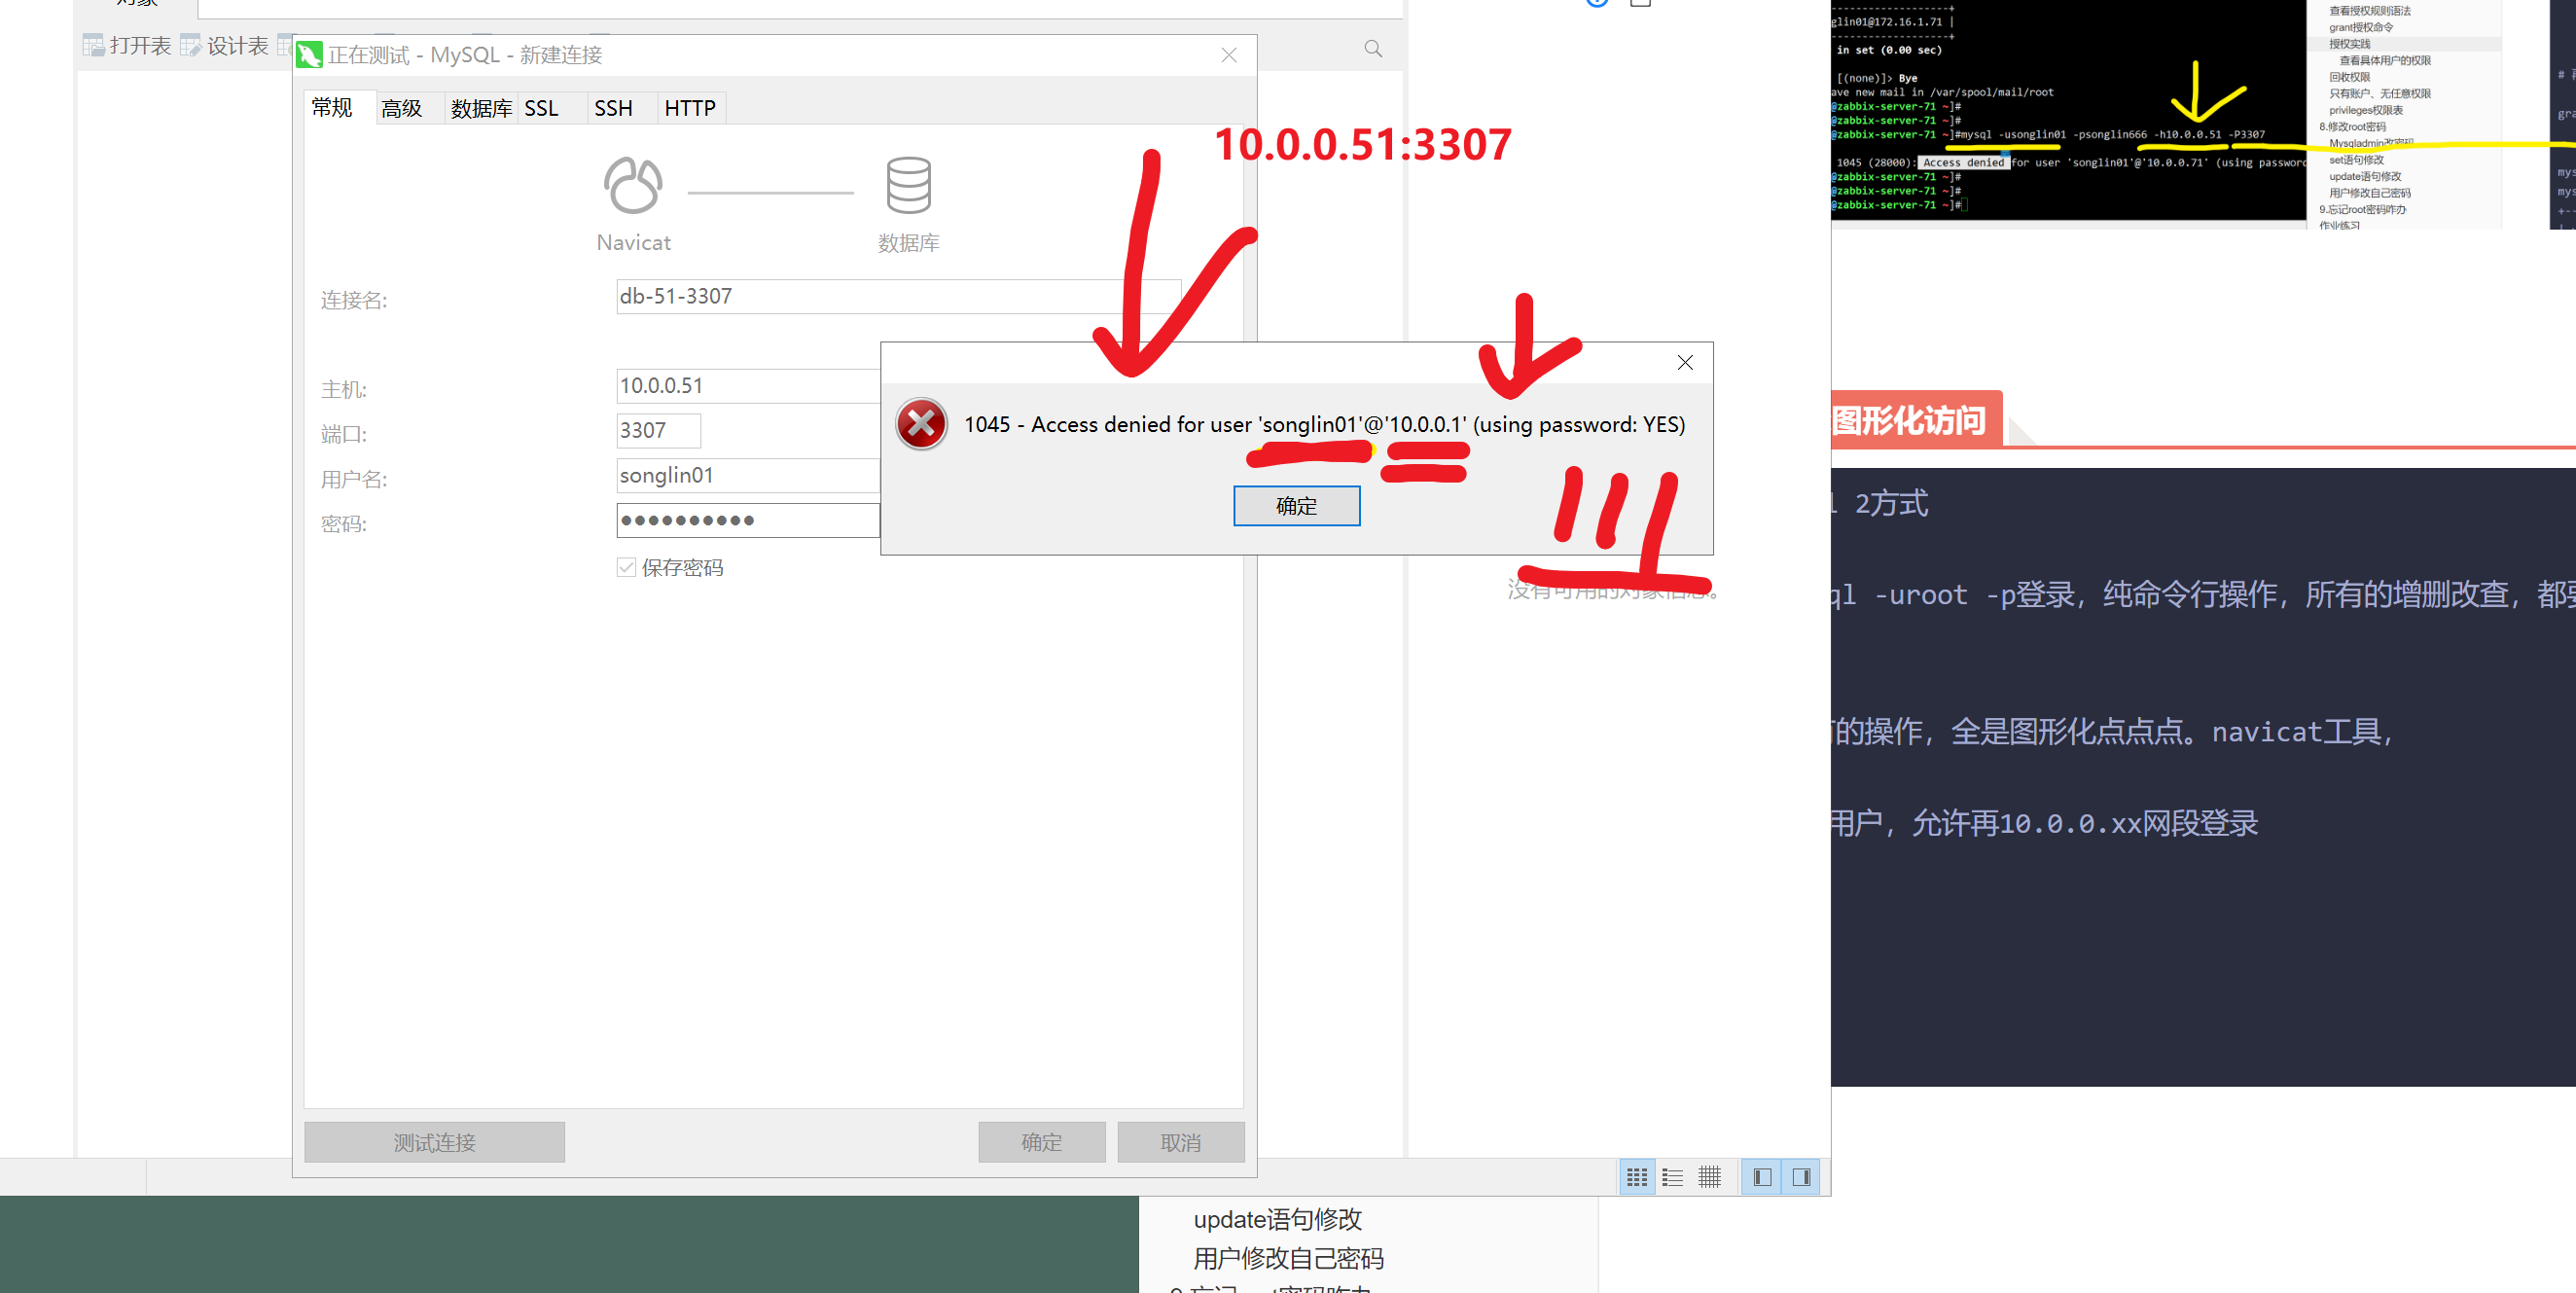 对象
打开表 设计表
正在测试 - MySQL - 新建连接
常规 高级 数据库 SSL SSH HTTP
10.0.0.51:3307
Navicat 数据库
连接名: db-51-3307
主机: 10.0.0.51
端口: 3307
用户名: songlin01
密码: ●●●●●●●●●●
保存密码
1045 - Access denied for user 'songlin01'@'10.0.0.1' (using password: YES)
确定
没有可用的对象信息。
测试连接 确定 取消
-------------------+
glin01@172.16.1.71 |
-------------------+
in set (0.00 sec)
[(none)]> Bye
ave new mail in /var/spool/mail/root
@zabbix-server-71 ~]#
@zabbix-server-71 ~]#
@zabbix-server-71 ~]#mysql -usonglin01 -psonglin666 -h10.0.0.51 -P3307
1045 (28000): Access denied for user 'songlin01'@'10.0.0.71' (using password
@zabbix-server-71 ~]#
@zabbix-server-71 ~]#
@zabbix-server-71 ~]#
查看授权规则语法
grant授权命令
授权实践
查看具体用户的权限
回收权限
只有账户、无任意权限
privileges权限表
8.修改root密码
Mysqladmin改密码
set语句修改
update语句修改
用户修改自己密码
9.忘记root密码咋办
作业练习
#
gra
mys
mys
+--
图形化访问
l 2方式
ql -uroot -p登录，纯命令行操作，所有的增删改查，都要
的操作，全是图形化点点点。navicat工具，
用户，允许再10.0.0.xx网段登录
update语句修改
用户修改自己密码
9.忘记root密码咋办